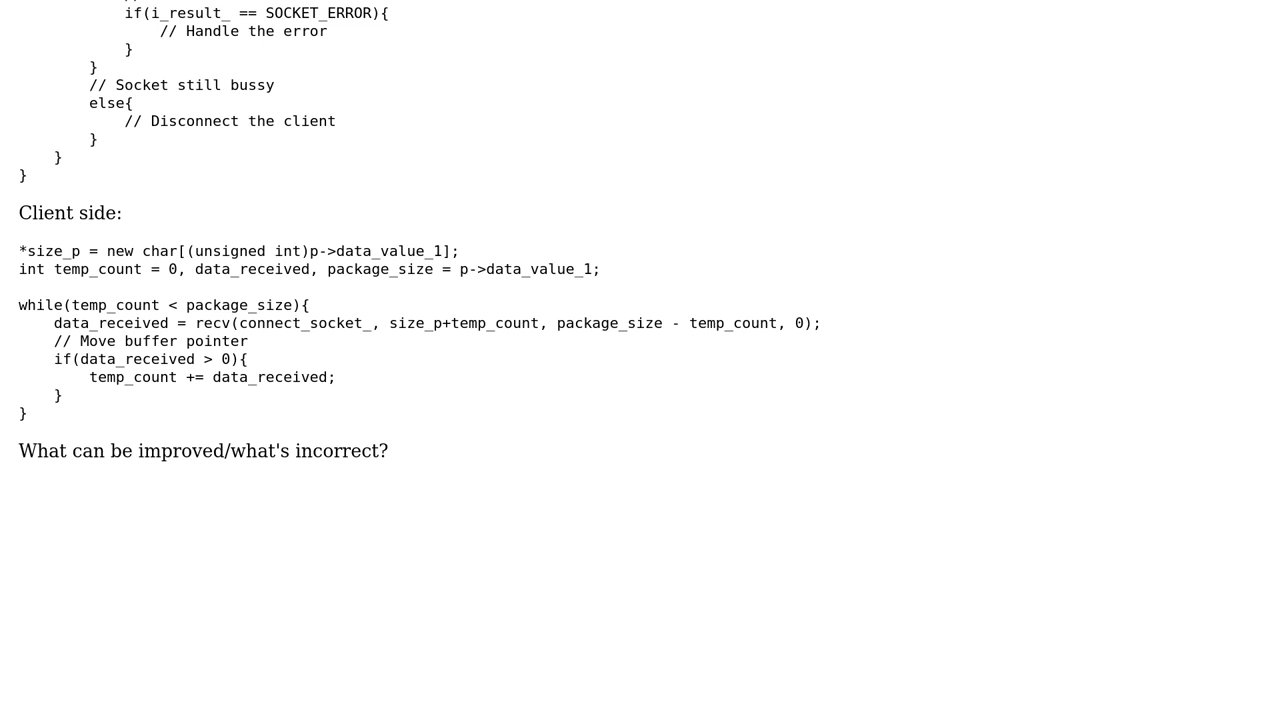 if(i_result_ == SOCKET_ERROR){
// Handle the error
}
}
// Socket still bussy
else{
// Disconnect the client
}
}
}
Client side:
*size_p = new char[(unsigned int)p->data_value_1];
int temp_count = 0, data_received, package_size = p->data_value_1;
while(temp_count < package_size){
data_received = recv(connect_socket_, size_p+temp_count, package_size - temp_count, 0);
// Move buffer pointer
if(data_received > 0){
temp_count += data_received;
}
}
What can be improved/what's incorrect?